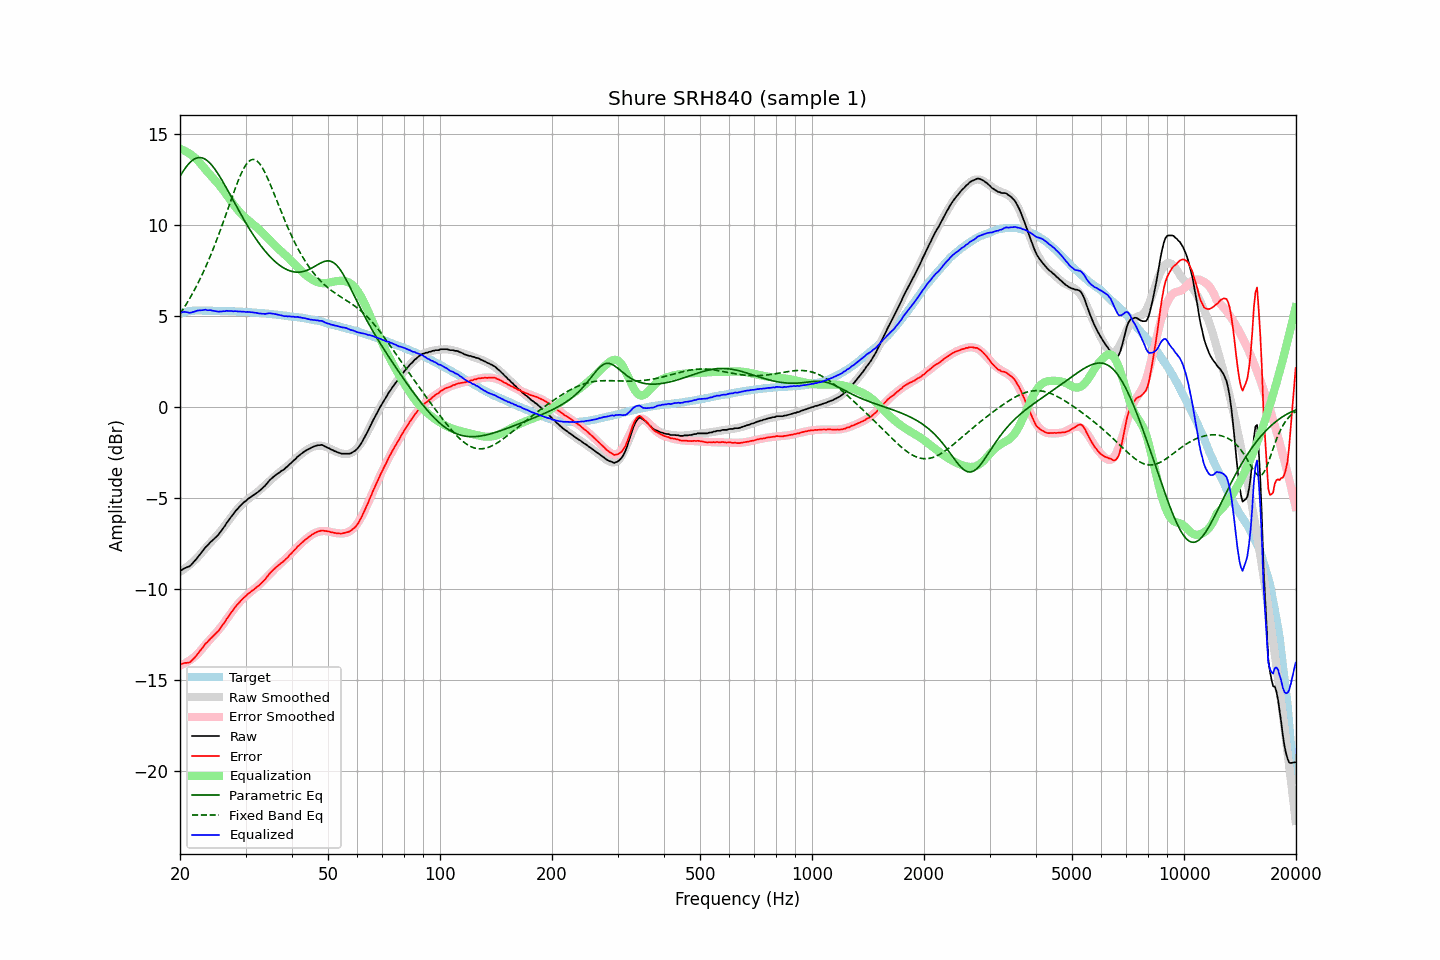 Shure SRH840 (sample 1)
Amplitude (dBr)
15
10
5
0
−5
−10
−15
−20
Target
Raw Smoothed
Error Smoothed
Raw
Error
Equalization
Parametric Eq
Fixed Band Eq
Equalized
20 50 100 200 500 1000 2000 5000 10000 20000
Frequency (Hz)